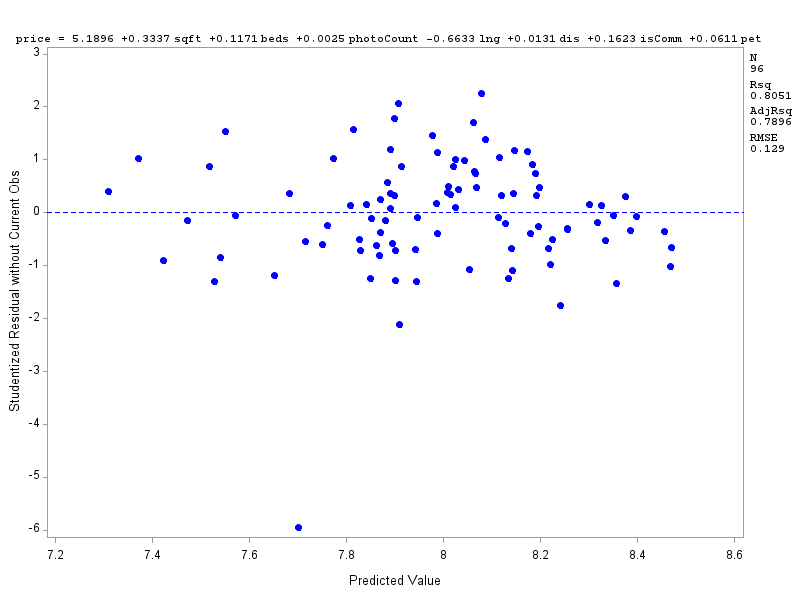 price = 5.1896 +0.3337 sqft +0.1171 beds +0.0025 photoCount -0.6633 lng +0.0131 dis +0.1623 isComm +0.0611 pet
N
96
Rsq
0.8051
AdjRsq
0.7896
RMSE
0.129
3
2
1
0
-1
-2
-3
-4
-5
-6
Studentized Residual without Current Obs
7.2 7.4 7.6 7.8 8 8.2 8.4 8.6
Predicted Value